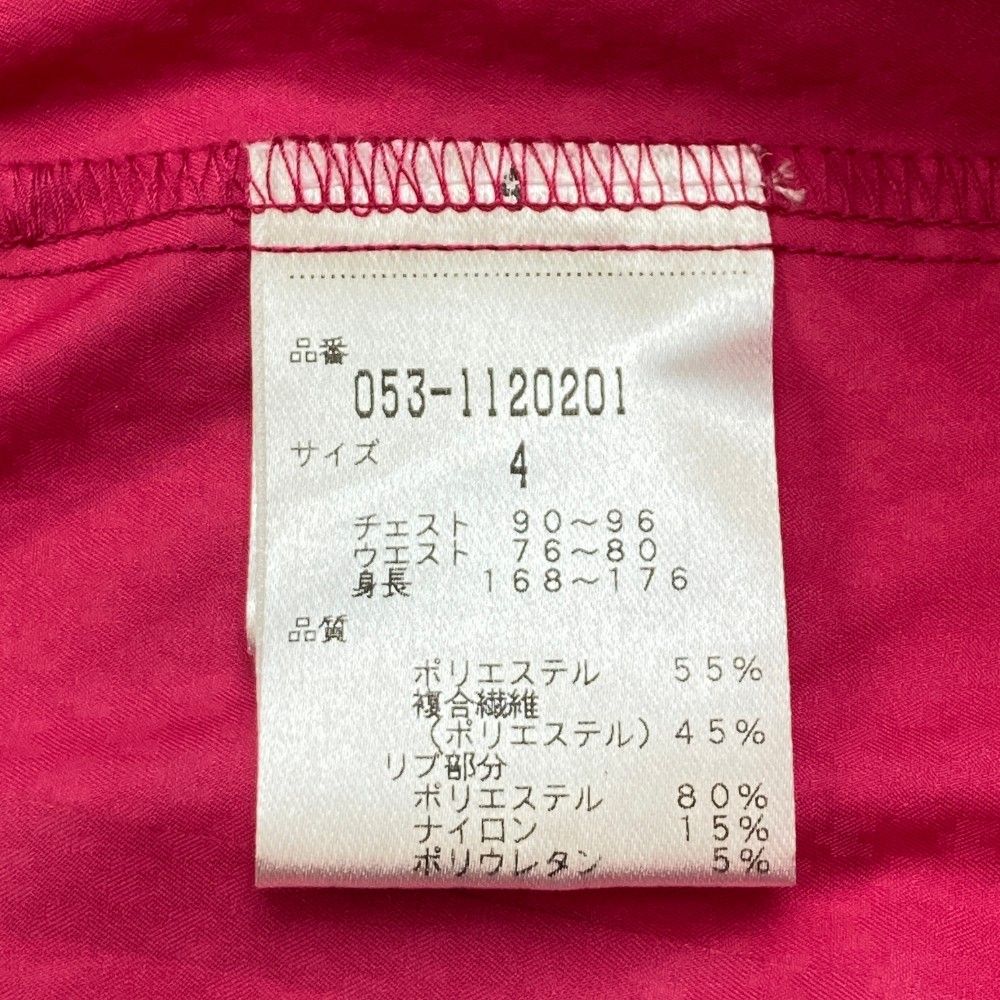 品番
053-1120201
サイズ 4
チェスト 90～96
ウエスト 76～80
身長 168～176
品質
ポリエステル 55%
複合繊維
(ポリエステル) 45%
リブ部分
ポリエステル 80%
ナイロン 15%
ポリウレタン 5%